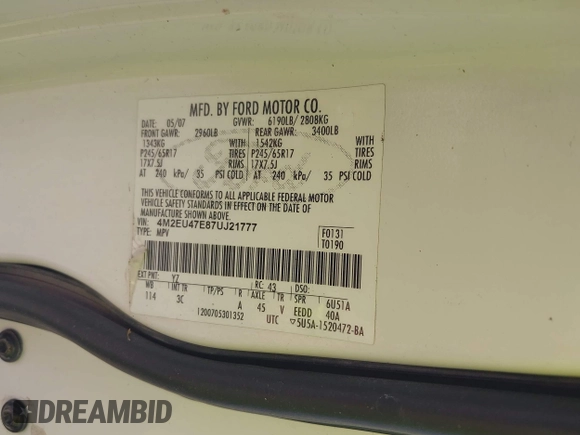 MFD. BY FORD MOTOR CO.
DATE 05/07 GVWR: 6190LB/ 2808KG
FRONT GAWR: 2960LB REAR GAWR: 3400LB
1343KG WITH 1542KG WITH
P245/65R17 TIRES P245/65R17 TIRES
17X7.5J RIMS 17X7.5J RIMS
AT 240 kPa/ 35 PSI COLD AT 240 kPa/ 35 PSI COLD
THIS VEHICLE CONFORMS TO ALL APPLICABLE FEDERAL MOTOR
VEHICLE SAFETY STANDARDS IN EFFECT ON THE DATE OF
MANUFACTURE SHOWN ABOVE.
VIN: 4M2EU47E87UJ21777 F0131
TYPE: MPV T0190
EXT PNT: Y7 RC: 43 DSO:
WB INT TR TP/PS R AXLE TR SPR 6U51A
114 3C A 45 V EEDD 40A
1200705301352 UTC 5U5A-1520472-BA
DREAMBID